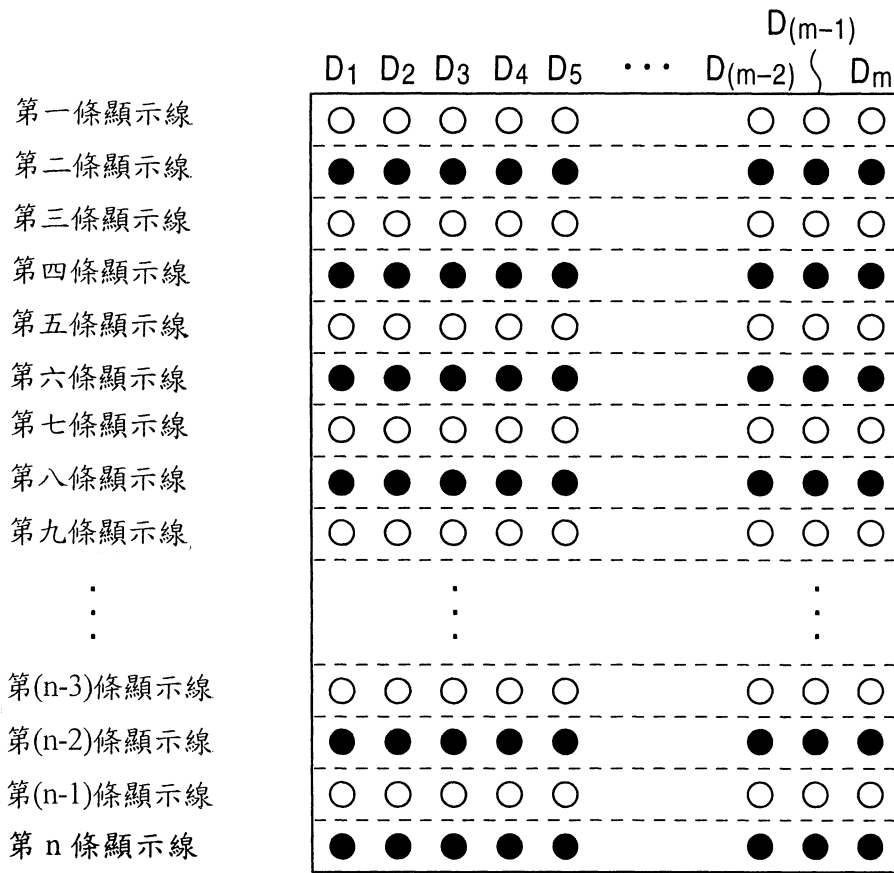 D(m-1)
D1 D2 D3 D4 D5 ··· D(m-2) Dm
第一條顯示線
第二條顯示線
第三條顯示線
第四條顯示線
第五條顯示線
第六條顯示線
第七條顯示線
第八條顯示線
第九條顯示線
第(n-3)條顯示線
第(n-2)條顯示線
第(n-1)條顯示線
第 n 條顯示線